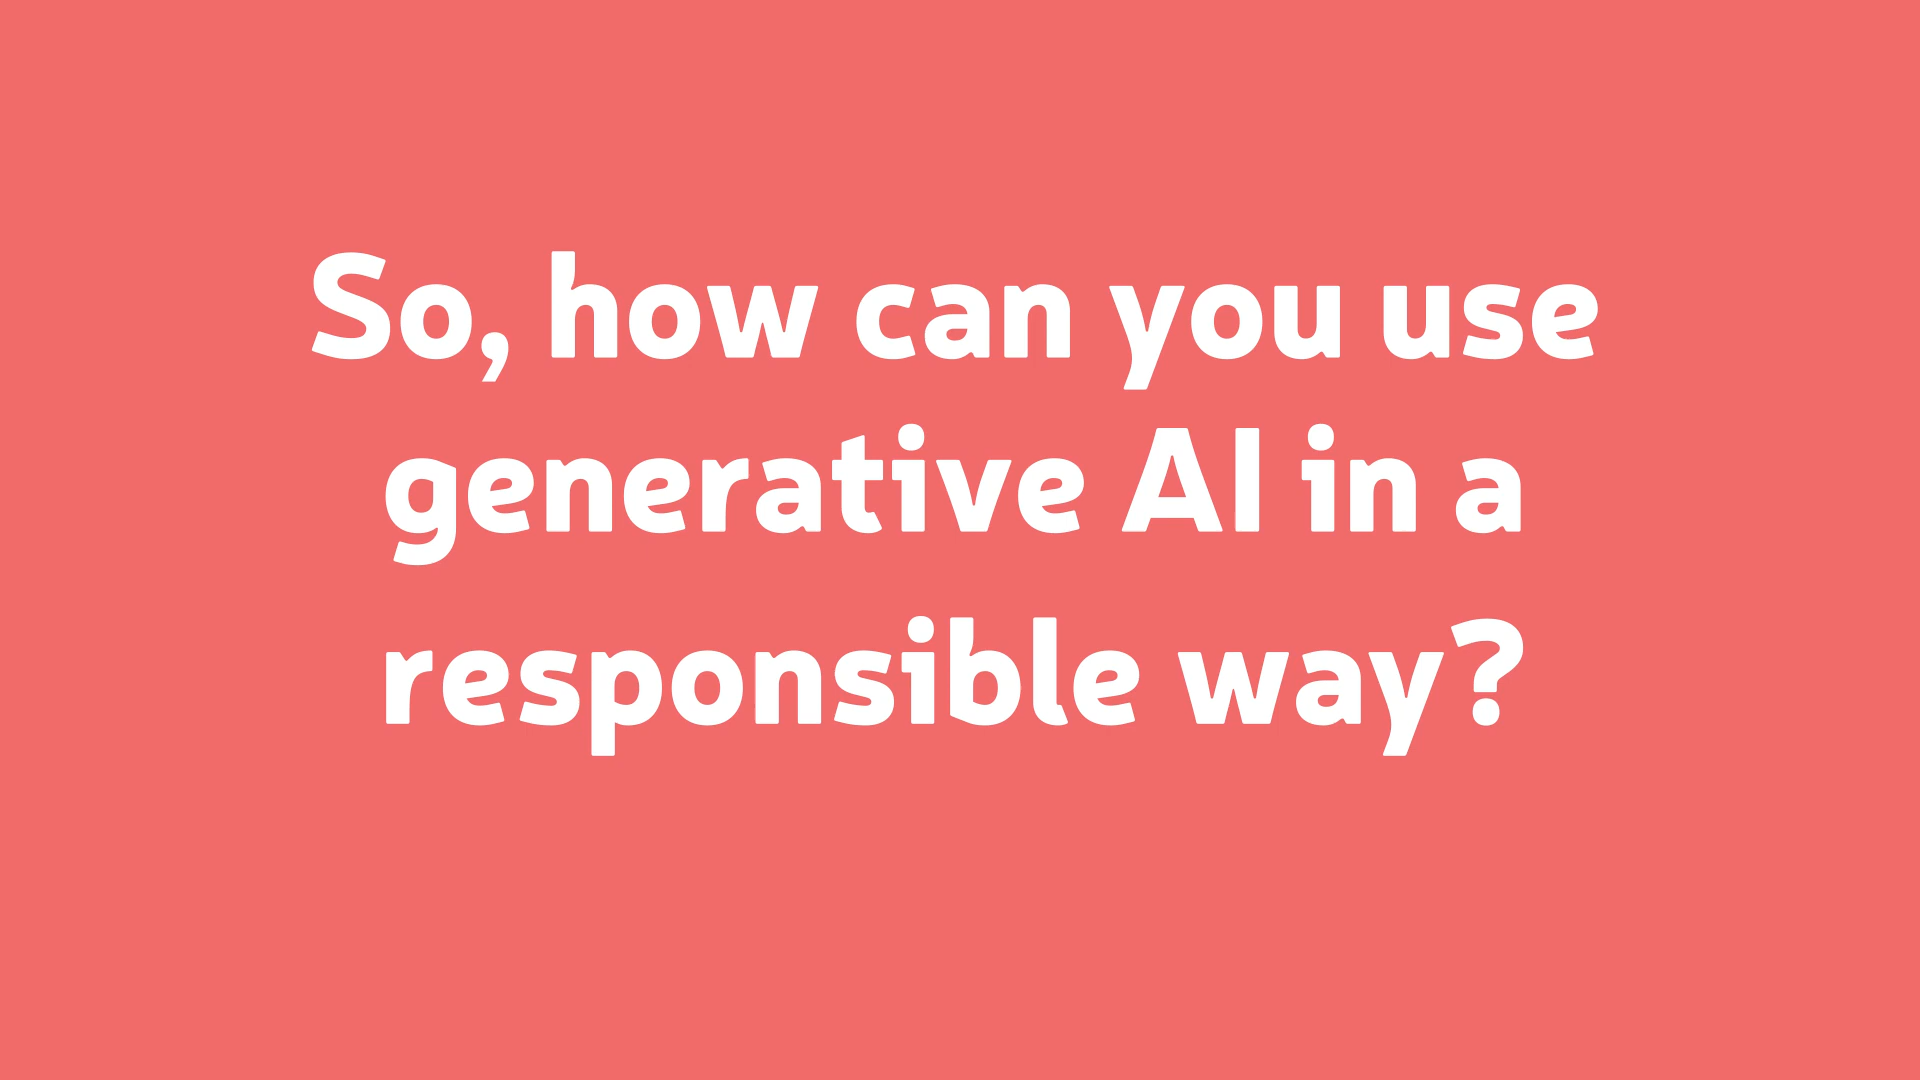 So, how can you use
generative AI in a
responsible way?